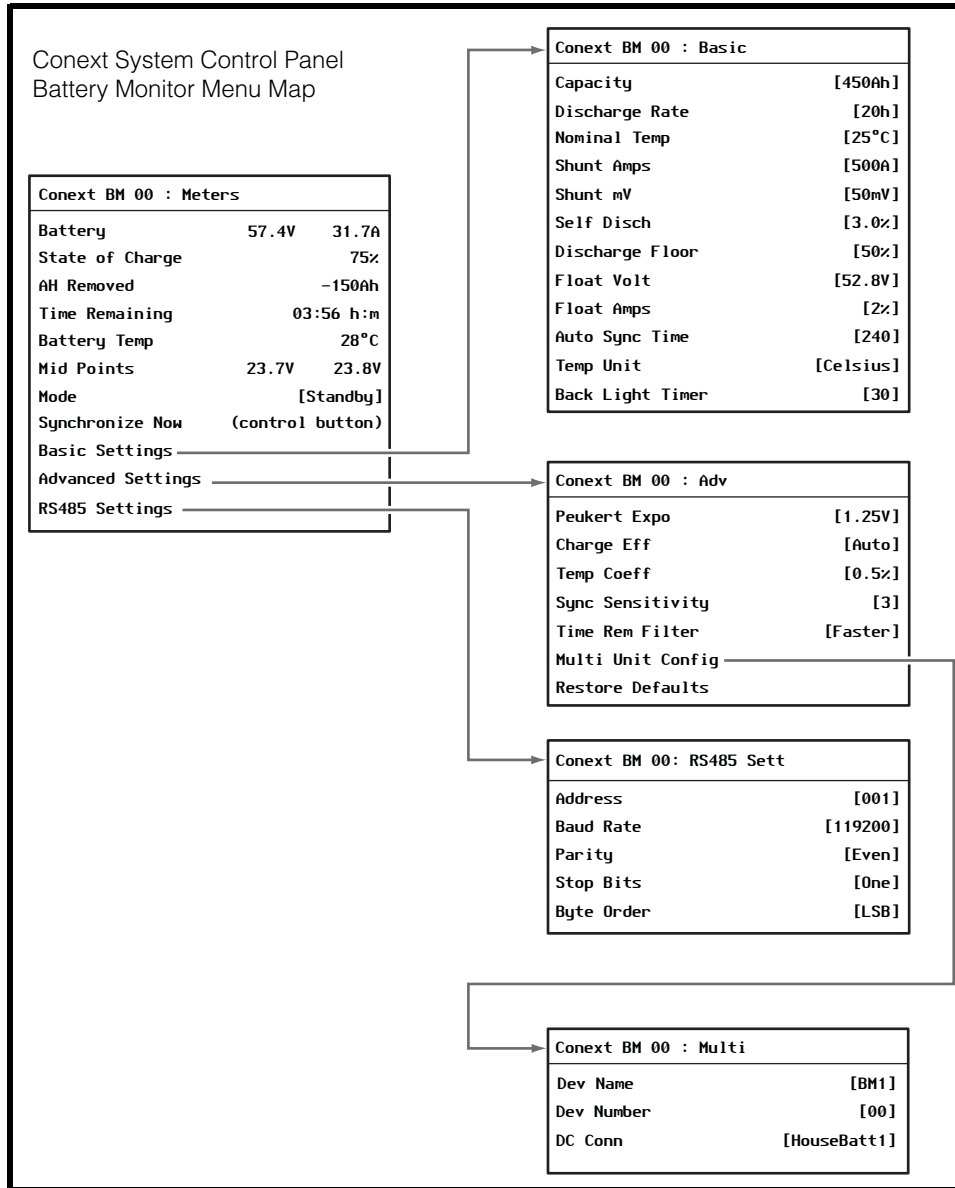 Conext System Control Panel
Battery Monitor Menu Map
Conext BM 00 : Meters
Battery 57.4V 31.7A
State of Charge 75%
AH Removed -150Ah
Time Remaining 03:56 h:m
Battery Temp 28°C
Mid Points 23.7V 23.8V
Mode [Standby]
Synchronize Now (control button)
Basic Settings
Advanced Settings
RS485 Settings
Conext BM 00 : Basic
Capacity [450Ah]
Discharge Rate [20h]
Nominal Temp [25°C]
Shunt Amps [500A]
Shunt mV [50mV]
Self Disch [3.0%]
Discharge Floor [50%]
Float Volt [52.8V]
Float Amps [2%]
Auto Sync Time [240]
Temp Unit [Celsius]
Back Light Timer [30]
Conext BM 00 : Adv
Peukert Expo [1.25V]
Charge Eff [Auto]
Temp Coeff [0.5%]
Sync Sensitivity [3]
Time Rem Filter [Faster]
Multi Unit Config
Restore Defaults
Conext BM 00: RS485 Sett
Address [001]
Baud Rate [119200]
Parity [Even]
Stop Bits [One]
Byte Order [LSB]
Conext BM 00 : Multi
Dev Name [BM1]
Dev Number [00]
DC Conn [HouseBatt1]